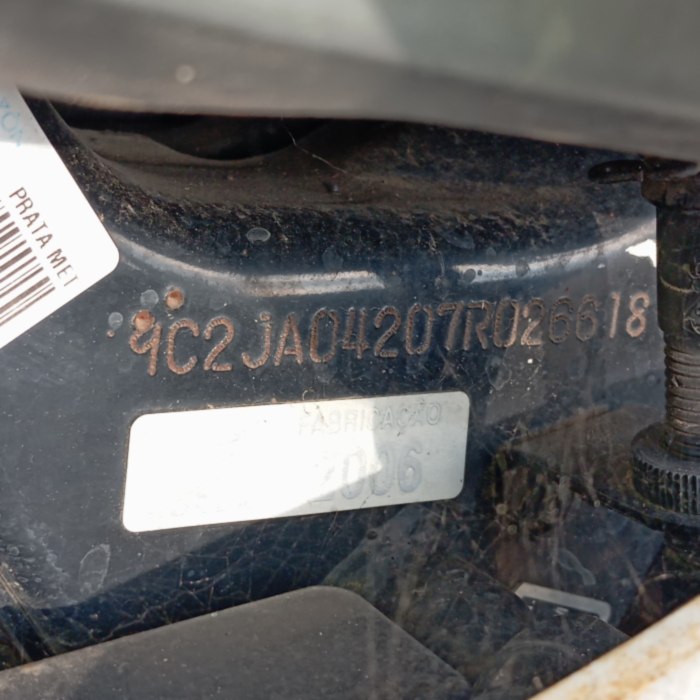 PRATA MET
9C2JA04207R026618
FABRICAÇÃO
2006